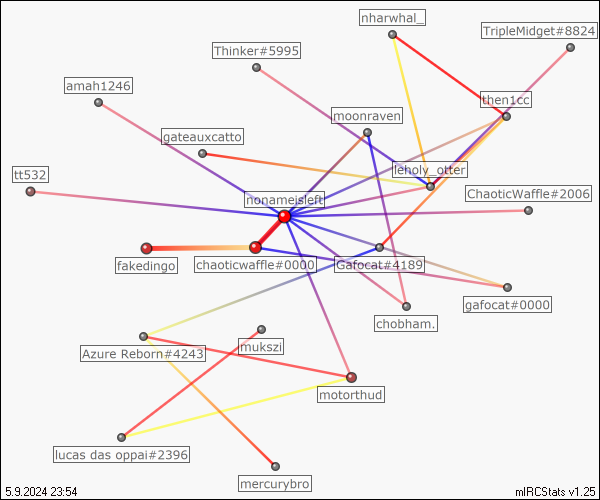 nharwhal_
TripleMidget#8824
Thinker#5995
amah1246
then1cc
moonraven
gateauxcatto
leholy_otter
tt532
ChaoticWaffle#2006
nonameisleft
fakedingo
chaoticwaffle#0000
Gafocat#4189
gafocat#0000
chobham.
mukszi
Azure Reborn#4243
motorthud
lucas das oppai#2396
mercurybro
5.9.2024 23:54
mIRCStats v1.25